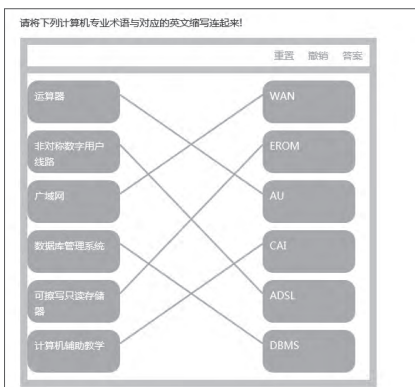 请将下列计算机专业术语与对应的英文缩写连起来!
重置 撤销 答案
运算器 WAN
非对称数字用户 EROM
线路
广域网 AU
数据库管理系统 CAI
可擦写只读存储 ADSL
器
计算机辅助教学 DBMS